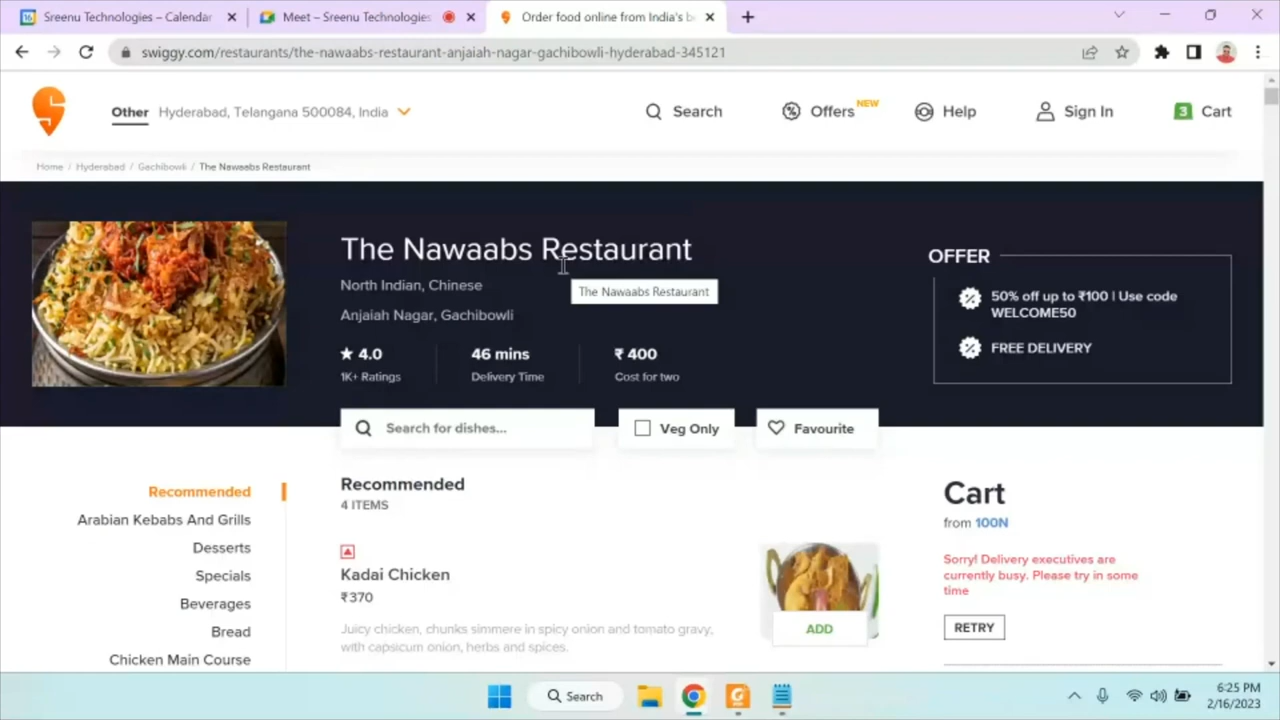 Sreenu Technologies – Calendar
Meet – Sreenu Technologies
Order food online from India's b
swiggy.com/restaurants/the-nawaabs-restaurant-anjaiah-nagar-gachibowli-hyderabad-345121
Other Hyderabad, Telangana 500084, India
Search
Offers NEW
Help
Sign In
3 Cart
Home / Hyderabad / Gachibowli / The Nawaabs Restaurant
The Nawaabs Restaurant
The Nawaabs Restaurant
North Indian, Chinese
Anjaiah Nagar, Gachibowli
★ 4.0
1K+ Ratings
46 mins
Delivery Time
₹ 400
Cost for two
OFFER
50% off up to ₹100 | Use code
WELCOME50
FREE DELIVERY
Search for dishes...
Veg Only
Favourite
Recommended
Arabian Kebabs And Grills
Desserts
Specials
Beverages
Bread
Chicken Main Course
Recommended
4 ITEMS
Kadai Chicken
₹370
Juicy chicken, chunks simmere in spicy onion and tomato gravy,
with capsicum onion, herbs and spices.
ADD
Cart
from 100N
Sorry! Delivery executives are
currently busy. Please try in some
time
RETRY
Search
6:25 PM
2/16/2023